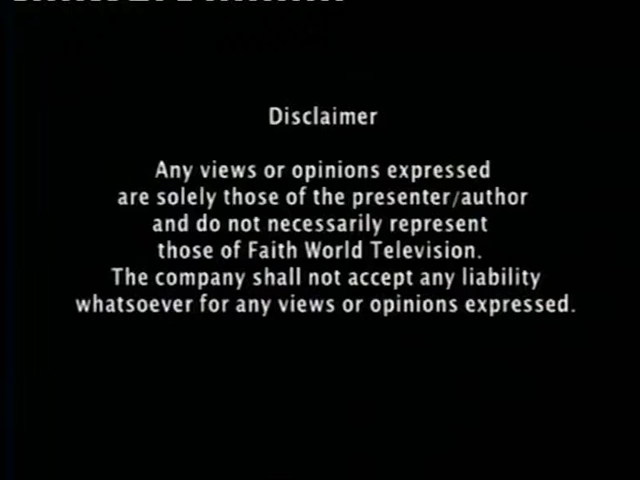 Disclaimer
Any views or opinions expressed
are solely those of the presenter/author
and do not necessarily represent
those of Faith World Television.
The company shall not accept any liability
whatsoever for any views or opinions expressed.